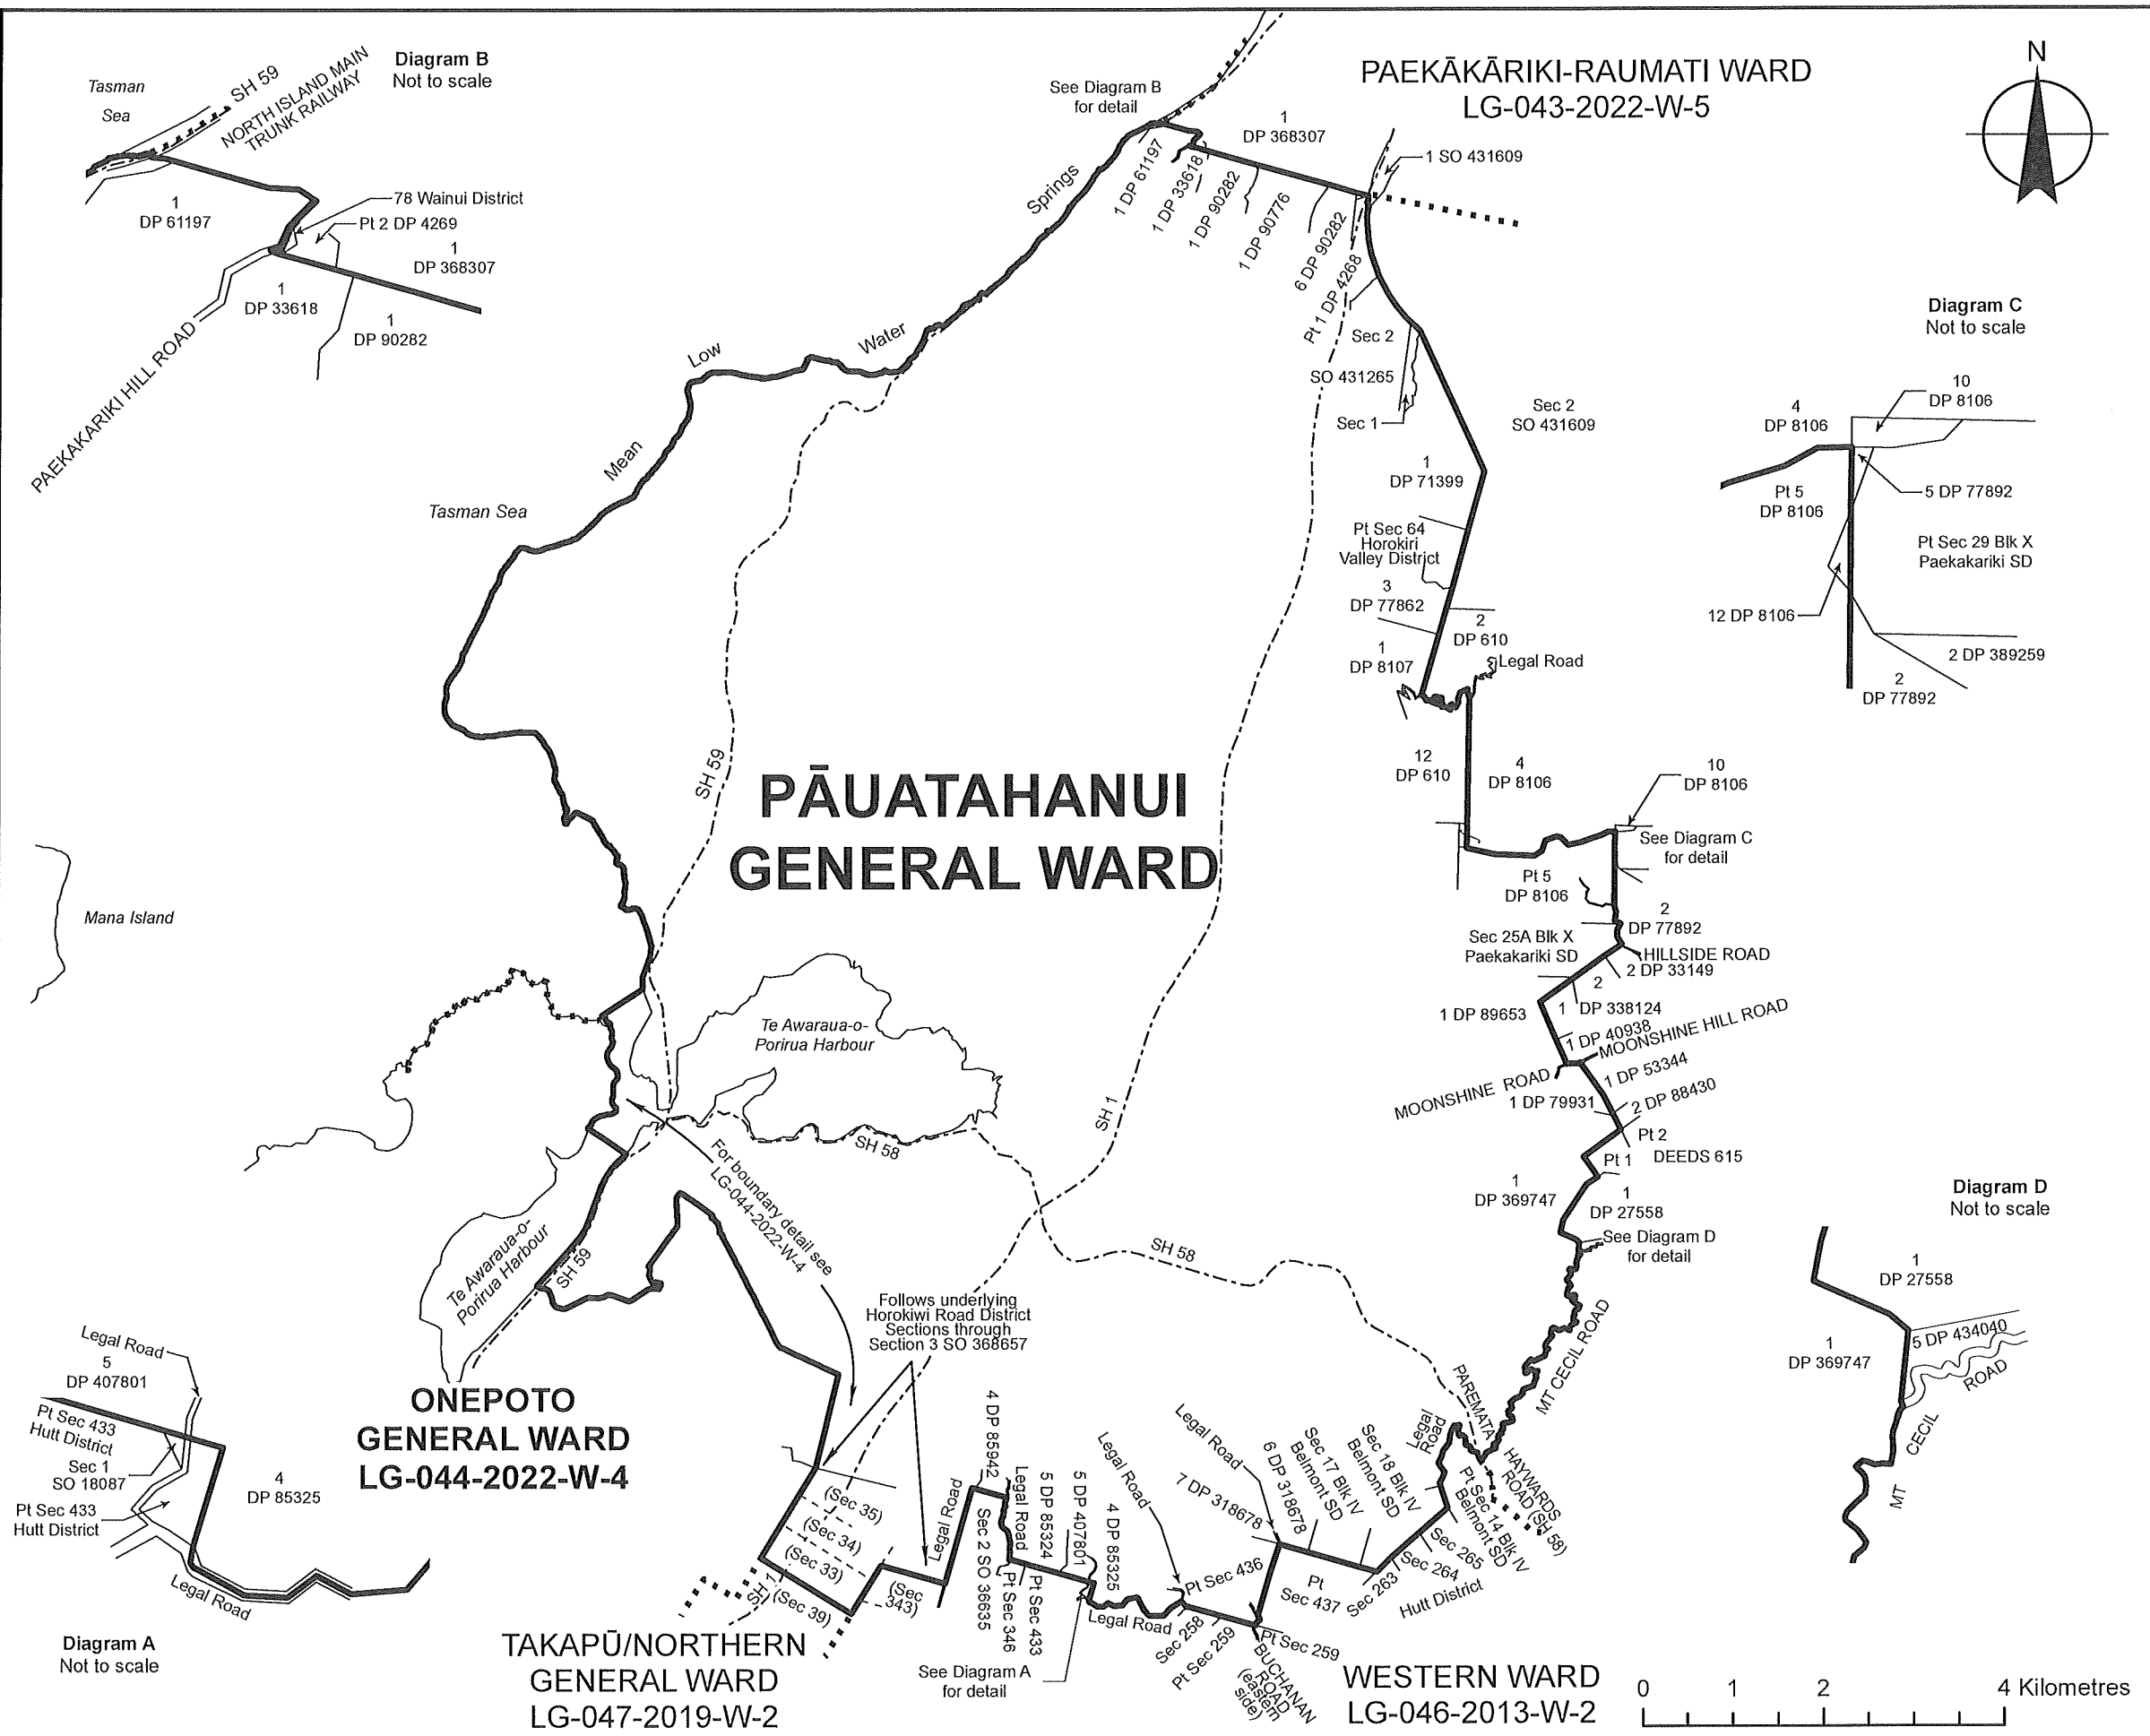 Diagram B
Not to scale
Tasman
Sea
SH 59
NORTH ISLAND MAIN
TRUNK RAILWAY
78 Wainui District
Pt 2 DP 4269
1
DP 61197
1
DP 368307
1
DP 33618
1
DP 90282
PAEKAKARIKI HILL ROAD
See Diagram B
for detail
PAEKĀKĀRIKI-RAUMATI WARD
LG-043-2022-W-5
N
1
DP 368307
1 SO 431609
1 DP 61197
1 DP 33618
1 DP 90282
1 DP 90776
6 DP 90282
Pt 1 DP 4268
Springs
Water
Low
Mean
Tasman Sea
Sec 2
SO 431265
Sec 1
Sec 2
SO 431609
1
DP 71399
Pt Sec 64
Horokiri
Valley District
3
DP 77862
2
DP 610
1
DP 8107
Legal Road
Diagram C
Not to scale
10
DP 8106
4
DP 8106
Pt 5
DP 8106
5 DP 77892
Pt Sec 29 Blk X
Paekakariki SD
12 DP 8106
2 DP 389259
2
DP 77892
SH 59
PĀUATAHANUI
GENERAL WARD
12
DP 610
4
DP 8106
10
DP 8106
See Diagram C
for detail
Pt 5
DP 8106
2
DP 77892
Sec 25A Blk X
Paekakariki SD
HILLSIDE ROAD
2 DP 33149
2
1
DP 338124
1 DP 89653
1 DP 40938
MOONSHINE HILL ROAD
MOONSHINE ROAD
1 DP 53344
1 DP 79931
2 DP 88430
Pt 2
DEEDS 615
Pt 1
1
DP 369747
1
DP 27558
See Diagram D
for detail
Mana Island
Te Awaraua-o-
Porirua Harbour
SH 58
SH 1
For boundary detail see
LG-044-2022-W-4
SH 58
Te Awaraua-o-
Porirua Harbour
SH 59
Follows underlying
Horokiwi Road District
Sections through
Section 3 SO 368657
Diagram D
Not to scale
1
DP 27558
1
DP 369747
5 DP 434040
ROAD
CECIL
MT
MT CECIL ROAD
PAREMATA
HAYWARDS
ROAD (SH 58)
Legal Road
5
DP 407801
Pt Sec 433
Hutt District
Sec 1
SO 18087
Pt Sec 433
Hutt District
4
DP 85325
Legal Road
Diagram A
Not to scale
ONEPOTO
GENERAL WARD
LG-044-2022-W-4
(Sec 35)
(Sec 34)
(Sec 33)
(Sec 39)
SH 1
(Sec
343)
Legal Road
4 DP 85942
Sec 2 SO 36635
Legal Road
Pt Sec 346
5 DP 85324
Pt Sec 433
5 DP 407801
4 DP 85325
See Diagram A
for detail
Legal Road
Legal Road
Sec 258
Pt Sec 259
Pt Sec 436
Legal Road
7 DP 318678
6 DP 318678
Sec 17 Blk IV
Belmont SD
Sec 18 Blk IV
Belmont SD
Legal
Road
Pt Sec 14 Blk IV
Belmont SD
Pt
Sec 437
Sec 263
Sec 264
Sec 265
Hutt District
Pt Sec 259
BUCHANAN
ROAD
(eastern
side)
TAKAPŪ/NORTHERN
GENERAL WARD
LG-047-2019-W-2
WESTERN WARD
LG-046-2013-W-2
0 1 2 4 Kilometres